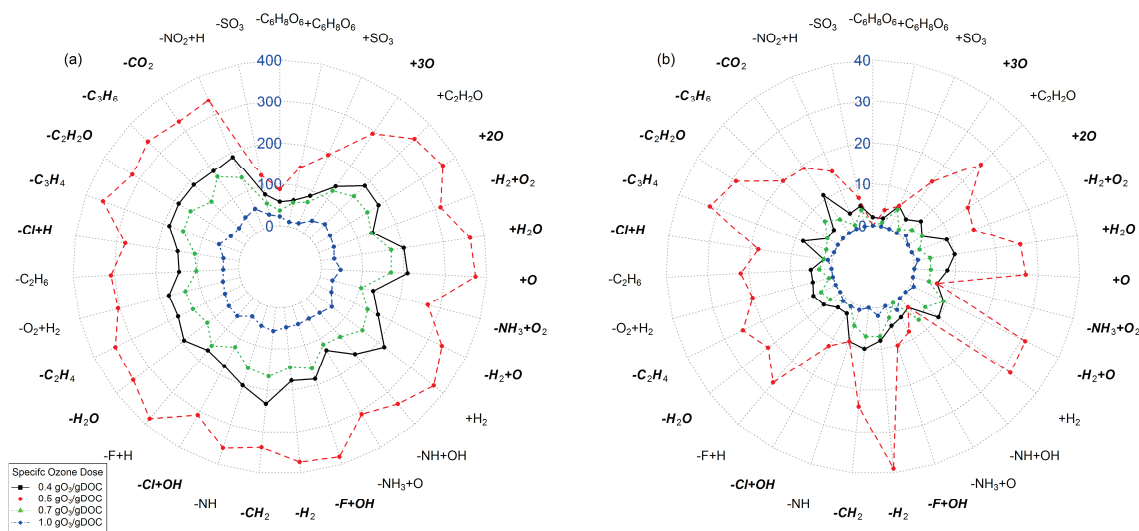 (a)
-C₆H₈O₆
+C₆H₈O₆
+SO₃
+3O
+C₂H₂O
+2O
-H₂+O₂
+H₂O
+O
-NH₃+O₂
-H₂+O
+H₂
-NH+OH
-NH₃+O
-F+OH
-H₂
-CH₂
-NH
-Cl+OH
-F+H
-H₂O
-C₂H₄
-O₂+H₂
-C₂H₆
-Cl+H
-C₃H₄
-C₂H₂O
-C₃H₆
-CO₂
-NO₂+H
-SO₃
400
300
200
100
0
Specifc Ozone Dose
0.4 gO₃/gDOC
0.5 gO₃/gDOC
0.7 gO₃/gDOC
1.0 gO₃/gDOC
(b)
-C₆H₈O₆
+C₆H₈O₆
+SO₃
+3O
+C₂H₂O
+2O
-H₂+O₂
+H₂O
+O
-NH₃+O₂
-H₂+O
+H₂
-NH+OH
-NH₃+O
-F+OH
-H₂
-CH₂
-NH
-Cl+OH
-F+H
-H₂O
-C₂H₄
-O₂+H₂
-C₂H₆
-Cl+H
-C₃H₄
-C₂H₂O
-C₃H₆
-CO₂
-NO₂+H
-SO₃
40
30
20
10
0